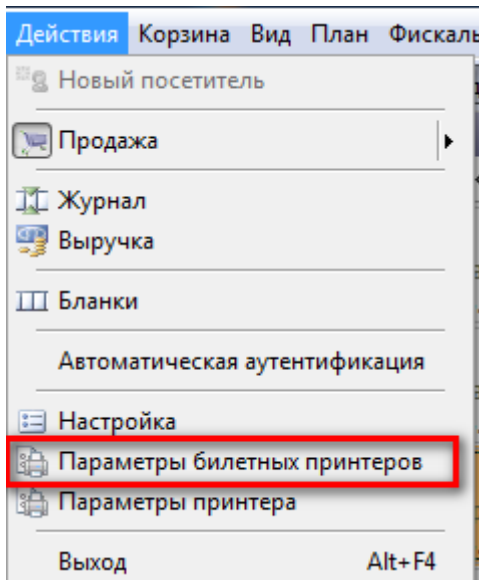 Действия Корзина Вид План Фискаль
Новый посетитель
Продажа
Журнал
Выручка
Бланки
Автоматическая аутентификация
Настройка
Параметры билетных принтеров
Параметры принтера
Выход Alt+F4